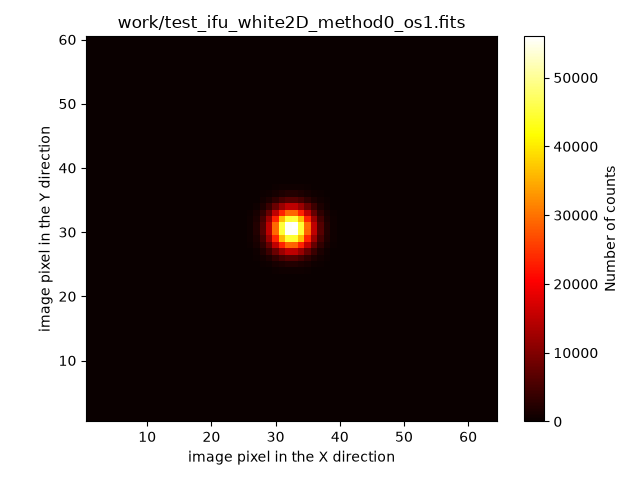 work/test_ifu_white2D_method0_os1.fits
60
50
40
30
20
10
image pixel in the Y direction
10 20 30 40 50 60
image pixel in the X direction
50000
40000
30000
20000
10000
0
Number of counts